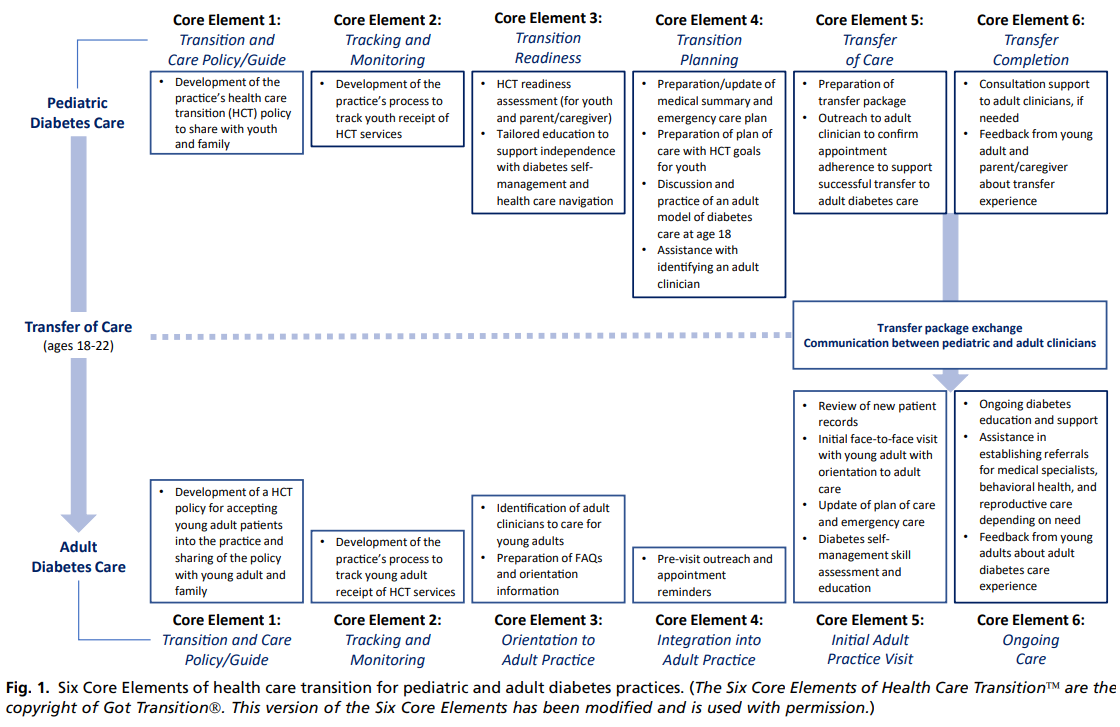 Core Element 1:
Transition and
Care Policy/Guide
Core Element 2:
Tracking and
Monitoring
Core Element 3:
Transition
Readiness
Core Element 4:
Transition
Planning
Core Element 5:
Transfer
of Care
Core Element 6:
Transfer
Completion
Pediatric
Diabetes Care
• Development of the
practice's health care
transition (HCT) policy
to share with youth
and family
• Development of the
practice's process to
track youth receipt of
HCT services
• HCT readiness
assessment (for youth
and parent/caregiver)
• Tailored education to
support independence
with diabetes self-
management and
health care navigation
• Preparation/update of
medical summary and
emergency care plan
• Preparation of plan of
care with HCT goals
for youth
• Discussion and
practice of an adult
model of diabetes
care at age 18
• Assistance with
identifying an adult
clinician
• Preparation of
transfer package
• Outreach to adult
clinician to confirm
appointment
adherence to support
successful transfer to
adult diabetes care
• Consultation support
to adult clinicians, if
needed
• Feedback from young
adult and
parent/caregiver
about transfer
experience
Transfer of Care
(ages 18-22)
Transfer package exchange
Communication between pediatric and adult clinicians
Adult
Diabetes Care
• Development of a HCT
policy for accepting
young adult patients
into the practice and
sharing of the policy
with young adult and
family
• Development of the
practice's process to
track young adult
receipt of HCT services
• Identification of adult
clinicians to care for
young adults
• Preparation of FAQs
and orientation
information
• Pre-visit outreach and
appointment
reminders
• Review of new patient
records
• Initial face-to-face visit
with young adult with
orientation to adult
care
• Update of plan of care
and emergency care
• Diabetes self-
management skill
assessment and
education
• Ongoing diabetes
education and support
• Assistance in
establishing referrals
for medical specialists,
behavioral health, and
reproductive care
depending on need
• Feedback from young
adults about adult
diabetes care
experience
Core Element 1:
Transition and Care
Policy/Guide
Core Element 2:
Tracking and
Monitoring
Core Element 3:
Orientation to
Adult Practice
Core Element 4:
Integration into
Adult Practice
Core Element 5:
Initial Adult
Practice Visit
Core Element 6:
Ongoing
Care
Fig. 1. Six Core Elements of health care transition for pediatric and adult diabetes practices. (The Six Core Elements of Health Care Transition™ are the
copyright of Got Transition®. This version of the Six Core Elements has been modified and is used with permission.)